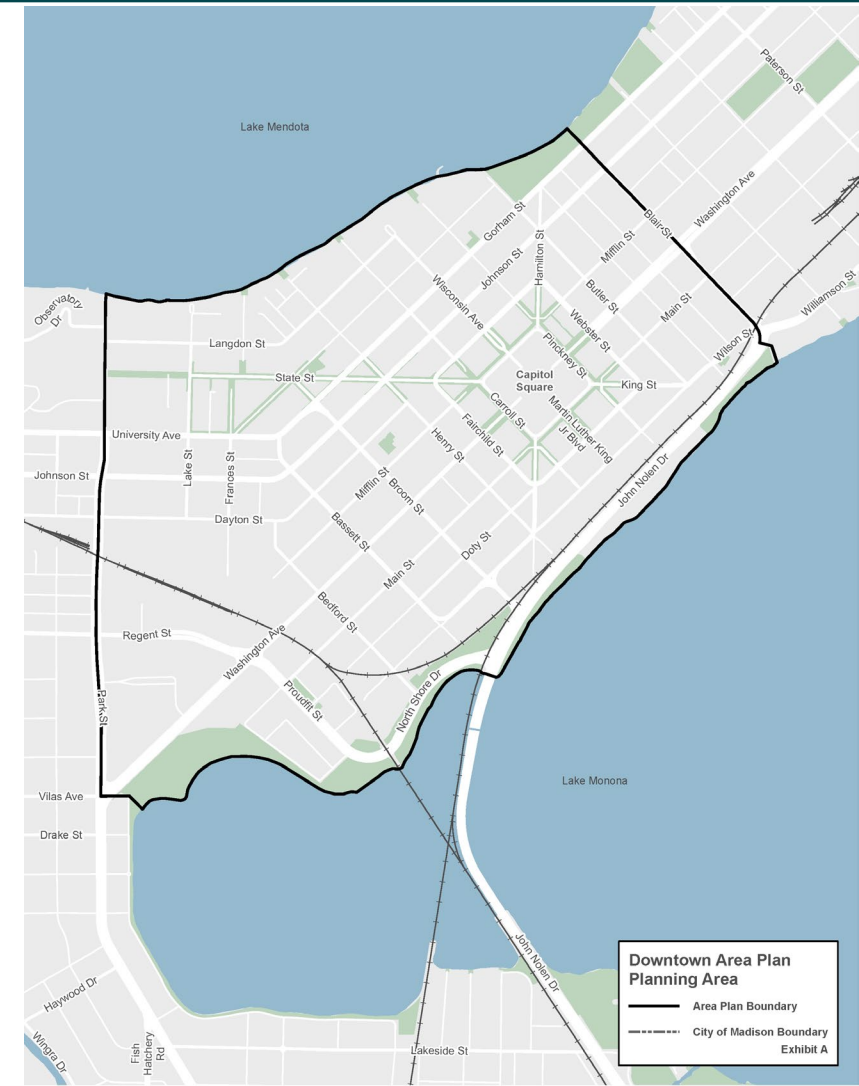 Paterson St
Lake Mendota
Washington Ave
Gorham St
Blair St
Hamilton St
Mifflin St
Johnson St
Observatory
Dr
Wisconsin Ave
Butler St
Main St
Williamson St
Webster St
Langdon St
Pinckney St
Wilson St
State St
Capitol
Square
King St
Carroll St
Martin Luther King
Jr Blvd
University Ave
Fairchild St
Henry St
Lake St
Frances St
Johnson St
Mifflin St
Broom St
John Nolen Dr
Dayton St
Bassett St
Doty St
Main St
Bedford St
Regent St
Washington Ave
Proudfit St
North Shore Dr
Park St
Lake Monona
Vilas Ave
Drake St
John Nolen Dr
Haywood Dr
Wingra Dr
Fish
Hatchery
Rd
Lakeside St
Downtown Area Plan
Planning Area
Area Plan Boundary
City of Madison Boundary
Exhibit A